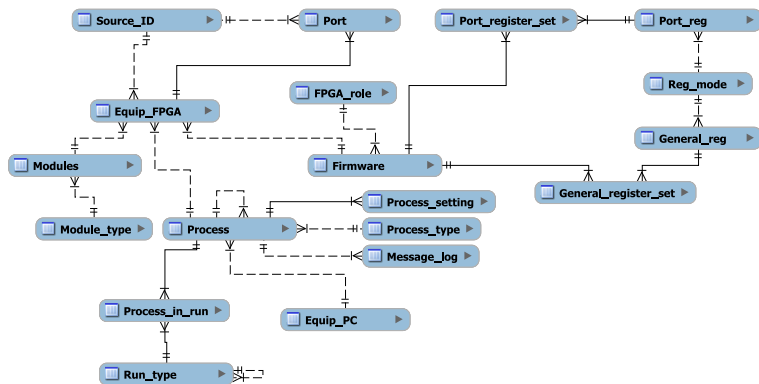 Source_ID
Port
Port_register_set
Port_reg
Reg_mode
FPGA_role
Equip_FPGA
General_reg
Modules
Firmware
General_register_set
Process_setting
Module_type
Process
Process_type
Message_log
Process_in_run
Equip_PC
Run_type